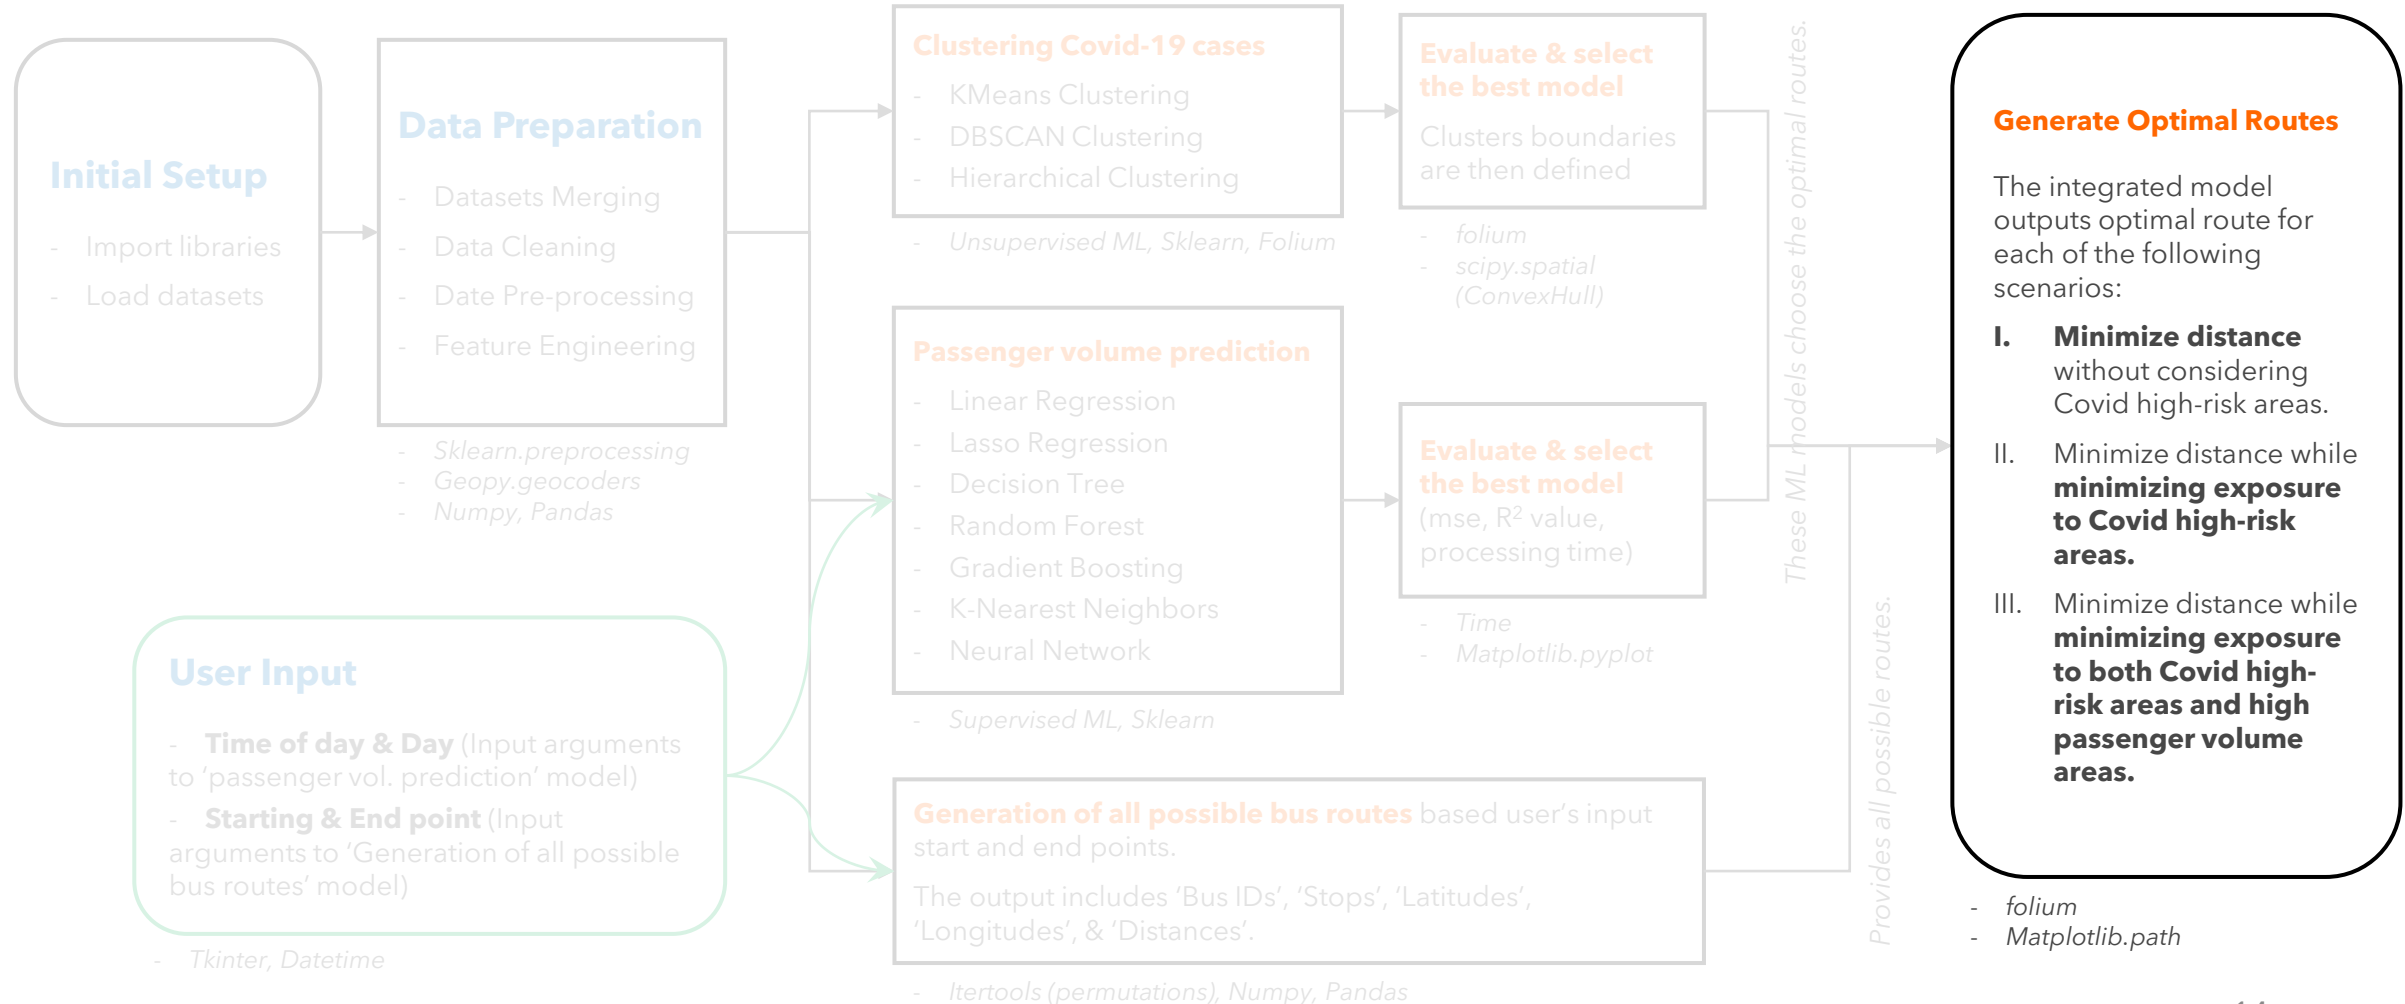 Initial Setup
- Import libraries
- Load datasets
Data Preparation
- Datasets Merging
- Data Cleaning
- Date Pre-processing
- Feature Engineering
- Sklearn.preprocessing
- Geopy.geocoders
- Numpy, Pandas
User Input
- Time of day & Day (Input arguments
to ‘passenger vol. prediction’ model)
- Starting & End point (Input
arguments to ‘Generation of all possible
bus routes’ model)
- Tkinter, Datetime
Clustering Covid-19 cases
- KMeans Clustering
- DBSCAN Clustering
- Hierarchical Clustering
- Unsupervised ML, Sklearn, Folium
Passenger volume prediction
- Linear Regression
- Lasso Regression
- Decision Tree
- Random Forest
- Gradient Boosting
- K-Nearest Neighbors
- Neural Network
- Supervised ML, Sklearn
Generation of all possible bus routes based user’s input
start and end points.
The output includes ‘Bus IDs’, ‘Stops’, ‘Latitudes’,
‘Longitudes’, & ‘Distances’.
- Itertools (permutations), Numpy, Pandas
Evaluate & select
the best model
Clusters boundaries
are then defined
- folium
- scipy.spatial
(ConvexHull)
Evaluate & select
the best model
(mse, R² value,
processing time)
- Time
- Matplotlib.pyplot
These ML models choose the optimal routes.
Provides all possible routes.
Generate Optimal Routes
The integrated model
outputs optimal route for
each of the following
scenarios:
I. Minimize distance
without considering
Covid high-risk areas.
II. Minimize distance while
minimizing exposure
to Covid high-risk
areas.
III. Minimize distance while
minimizing exposure
to both Covid high-
risk areas and high
passenger volume
areas.
- folium
- Matplotlib.path